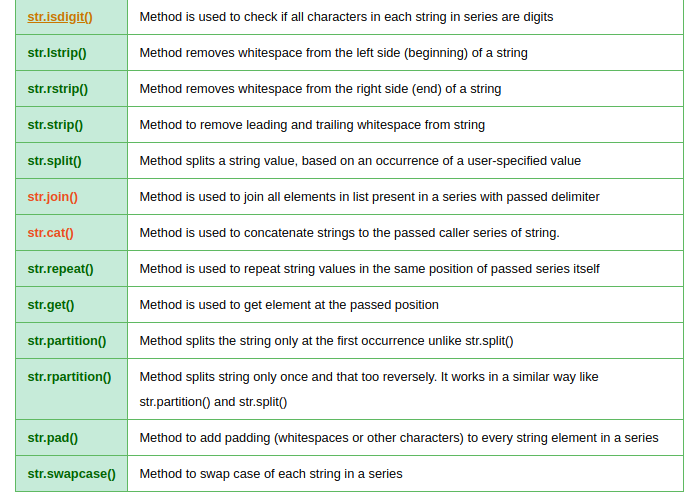 str.isdigit() Method is used to check if all characters in each string in series are digits
str.lstrip() Method removes whitespace from the left side (beginning) of a string
str.rstrip() Method removes whitespace from the right side (end) of a string
str.strip() Method to remove leading and trailing whitespace from string
str.split() Method splits a string value, based on an occurrence of a user-specified value
str.join() Method is used to join all elements in list present in a series with passed delimiter
str.cat() Method is used to concatenate strings to the passed caller series of string.
str.repeat() Method is used to repeat string values in the same position of passed series itself
str.get() Method is used to get element at the passed position
str.partition() Method splits the string only at the first occurrence unlike str.split()
str.rpartition() Method splits string only once and that too reversely. It works in a similar way like
str.partition() and str.split()
str.pad() Method to add padding (whitespaces or other characters) to every string element in a series
str.swapcase() Method to swap case of each string in a series